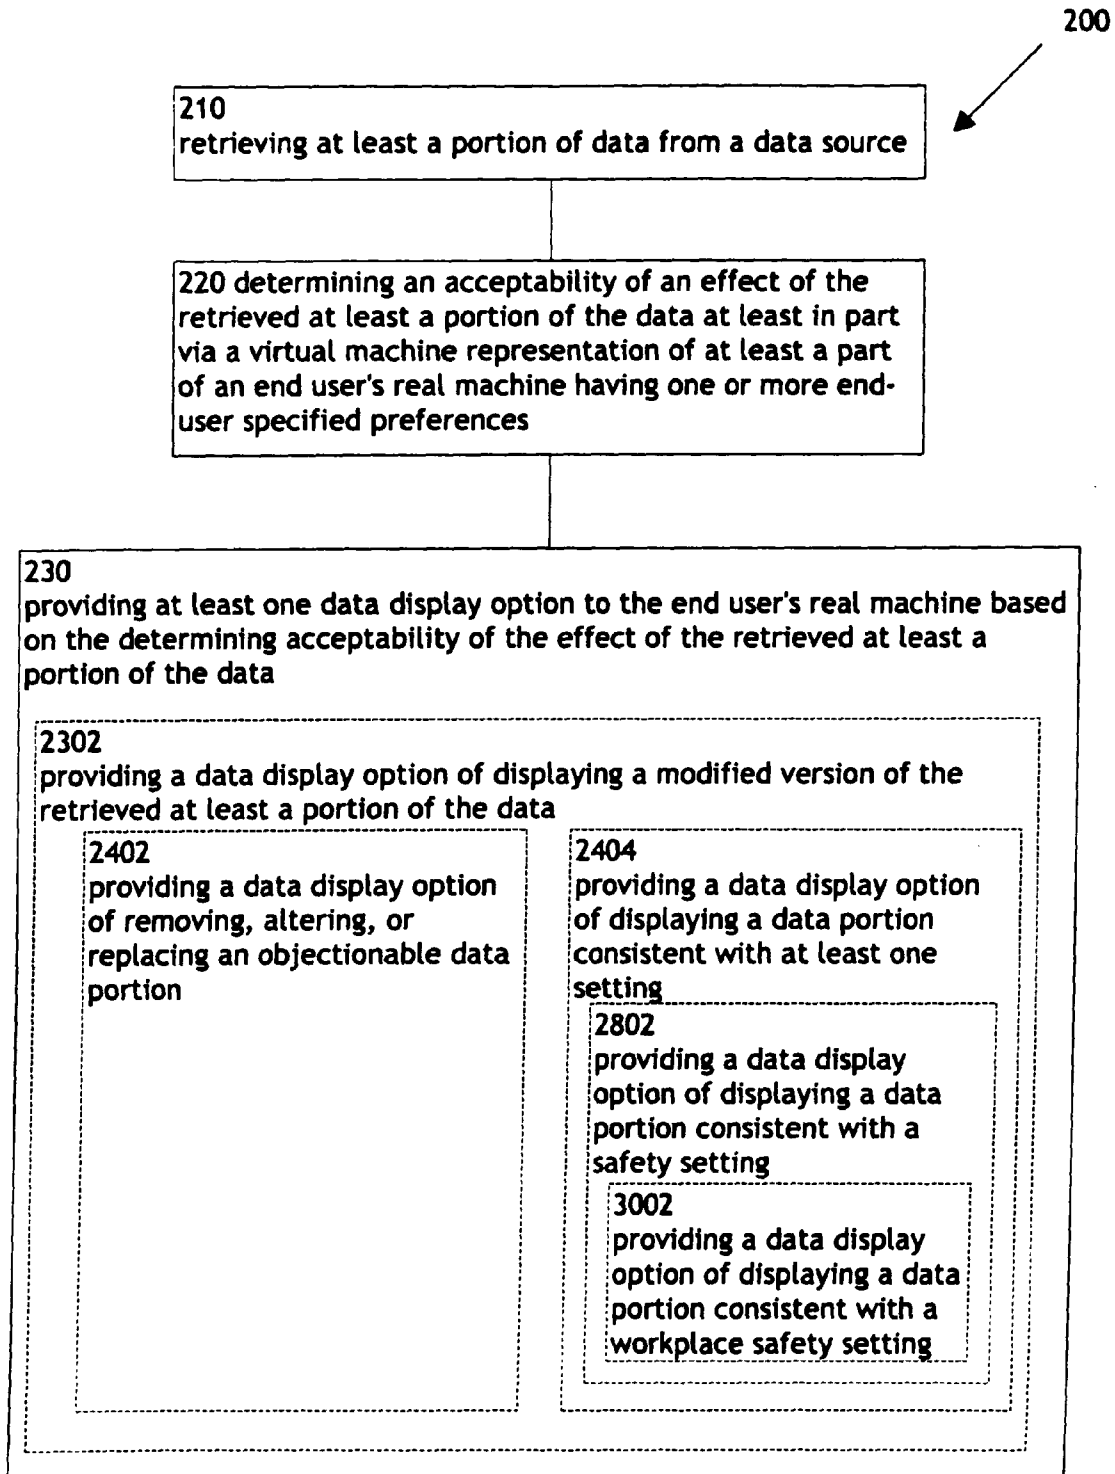 200
210
retrieving at least a portion of data from a data source
220 determining an acceptability of an effect of the
retrieved at least a portion of the data at least in part
via a virtual machine representation of at least a part
of an end user's real machine having one or more end-
user specified preferences
230
providing at least one data display option to the end user's real machine based
on the determining acceptability of the effect of the retrieved at least a
portion of the data
2302
providing a data display option of displaying a modified version of the
retrieved at least a portion of the data
2402
providing a data display option
of removing, altering, or
replacing an objectionable data
portion
2404
providing a data display option
of displaying a data portion
consistent with at least one
setting
2802
providing a data display
option of displaying a data
portion consistent with a
safety setting
3002
providing a data display
option of displaying a data
portion consistent with a
workplace safety setting